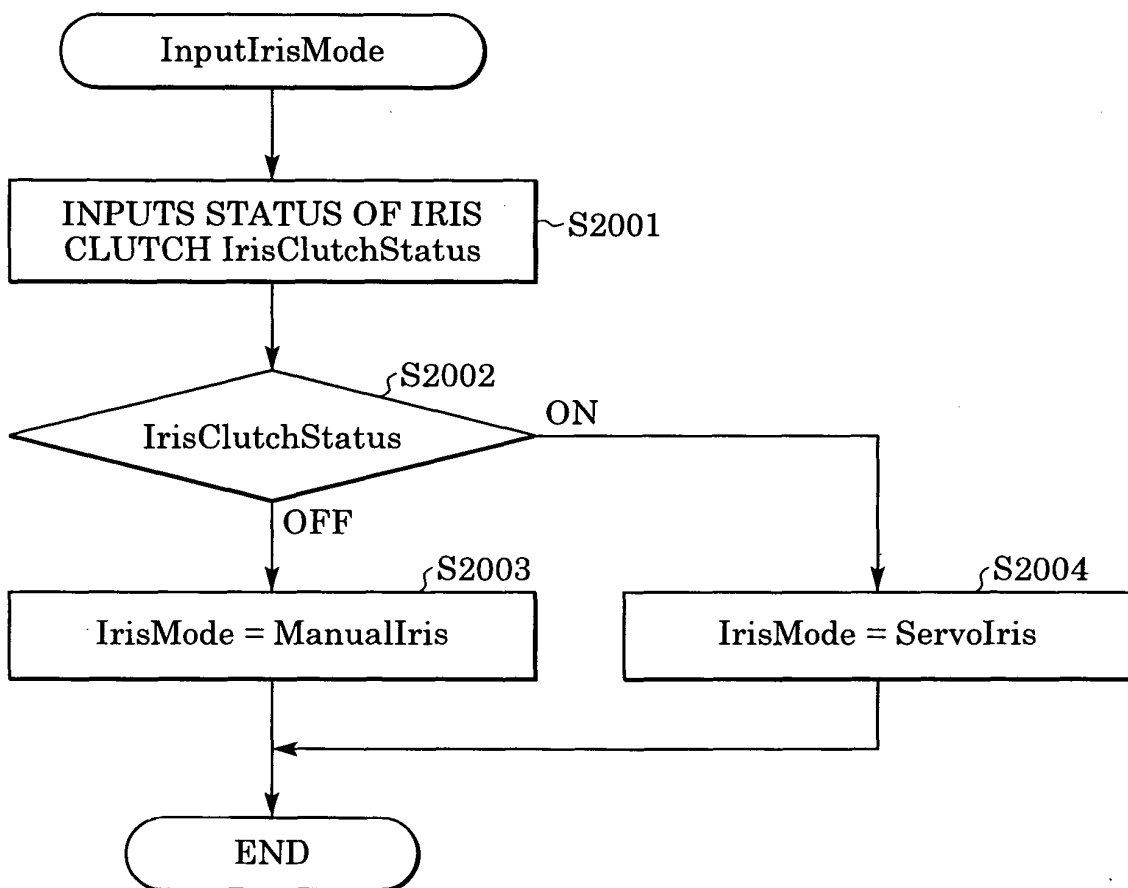 InputIrisMode
INPUTS STATUS OF IRIS
CLUTCH IrisClutchStatus
S2001
S2002
IrisClutchStatus
ON
OFF
S2003
IrisMode = ManualIris
S2004
IrisMode = ServoIris
END